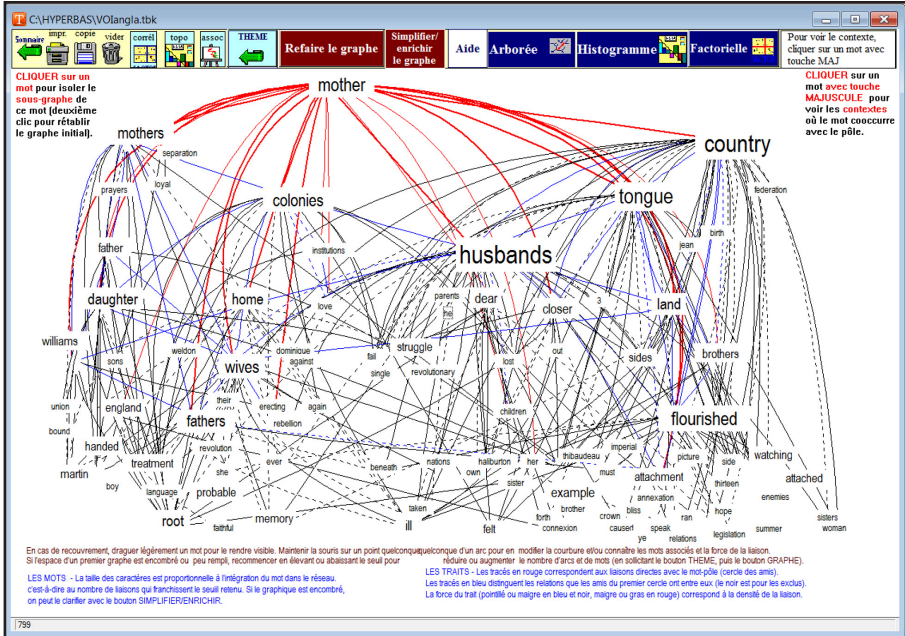 C:\HYPERBAS\VOIangla.tbk
Sommaire impr. copie vider corrél topo assoc THEME
Refaire le graphe
Simplifier/
enrichir
le graphe
Aide Arborée Histogramme Factorielle
Pour voir le contexte,
cliquer sur un mot avec
touche MAJ
CLIQUER sur un
mot pour isoler le
sous-graphe de
ce mot (deuxième
clic pour rétablir
le graphe initial).
CLIQUER sur un
mot avec touche
MAJUSCULE pour
voir les contextes
où le mot cooccurre
avec le pôle.
mother
mothers
country
separation
prayers loyal
federation
colonies
tongue
jean birth
father
institutions
husbands
daughter
home
love
parents
he
dear
closer
3
land
williams
sons
weldon
dominique
against
fail
struggle
single
revolutionary
lost
out
sides
brothers
wives
union
england
their
erecting
again
children
bound
fathers
rebellion
flourished
handed
revolution
thibaudeau
imperial
picture
side
watching
martin
treatment
she
ever
beneath
nations
own
haliburton
her
must
attachment
thirteen
attached
boy
language
probable
sister
example
annexation
enemies
root
faithful
memory
taken
ill
felt
forth
brother
connexion
crown
bliss
caused
ye
speak
relations
ran
hope
legislation
summer
sisters
woman
En cas de recouvrement, draguer légèrement un mot pour le rendre visible. Maintenir la souris sur un point quelconque d'un arc pour en modifier la courbure et/ou connaître les mots associés et la force de la liaison.
Si l'espace d'un premier graphe est encombré ou peu rempli, recommencer en élevant ou abaissant le seuil pour réduire ou augmenter le nombre d'arcs et de mots (en sollicitant le bouton THEME, puis le bouton GRAPHE).
LES MOTS - La taille des caractères est proportionnelle à l'intégration du mot dans le réseau.
c'est-à-dire au nombre de liaisons qui franchissent le seuil retenu. Si le graphique est encombré,
on peut le clarifier avec le bouton SIMPLIFIER/ENRICHIR.
LES TRAITS - Les tracés en rouge correspondent aux liaisons directes avec le mot-pôle (cercle des amis).
Les tracés en bleu distinguent les relations que les amis du premier cercle ont entre eux (le noir est pour les exclus).
La force du trait (pointillé ou maigre en bleu et noir, maigre ou gras en rouge) correspond à la densité de la liaison.
799